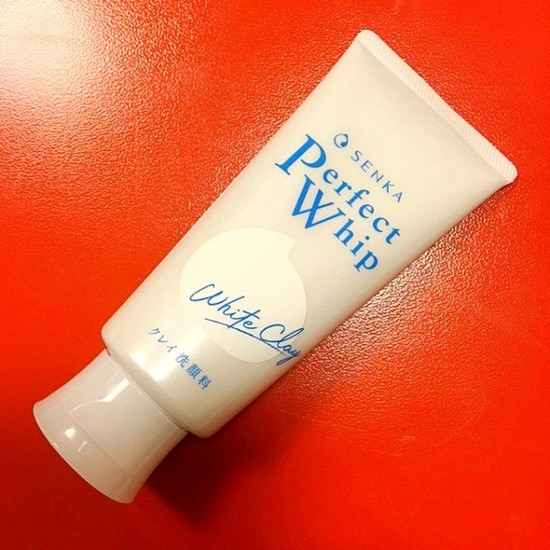 SENKA
Perfect
Whip
White Clay
クレイ洗顔料